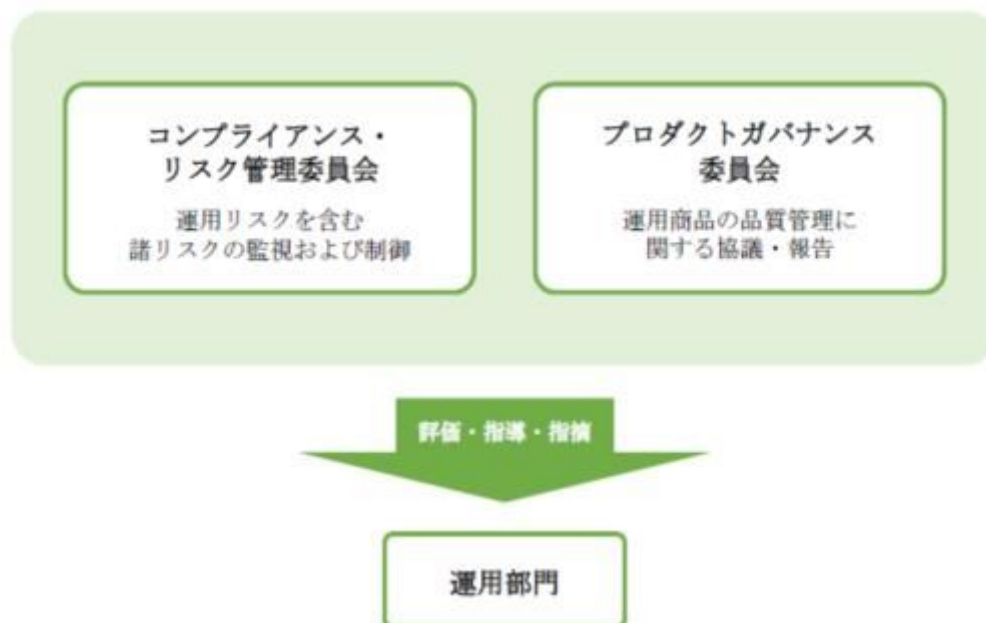 コンプライアンス・
リスク管理委員会
運用リスクを含む
諸リスクの監視および制御
プロダクトガバナンス
委員会
運用商品の品質管理に
関する協議・報告
評価・指導・指摘
運用部門